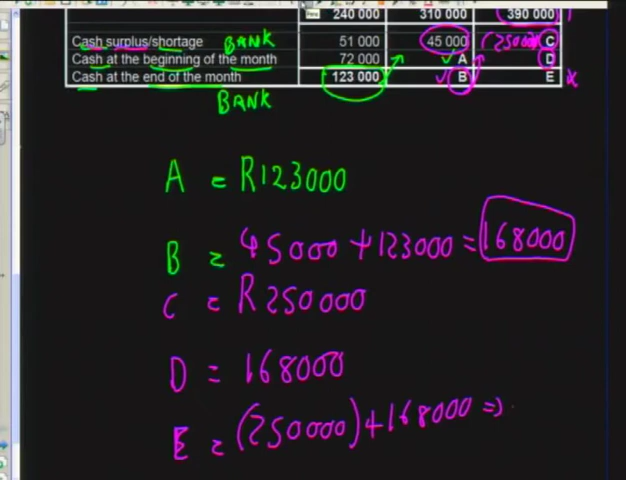 240 000 310 000 390 000
Cash surplus/shortage BANK 51 000 45 000 (250000) C
Cash at the beginning of the month 72 000 A D
Cash at the end of the month 123 000 B E
BANK
A = R123000
B = 45000 + 123000 = 168000
C = R250000
D = 168000
E = (250000) + 168000 =